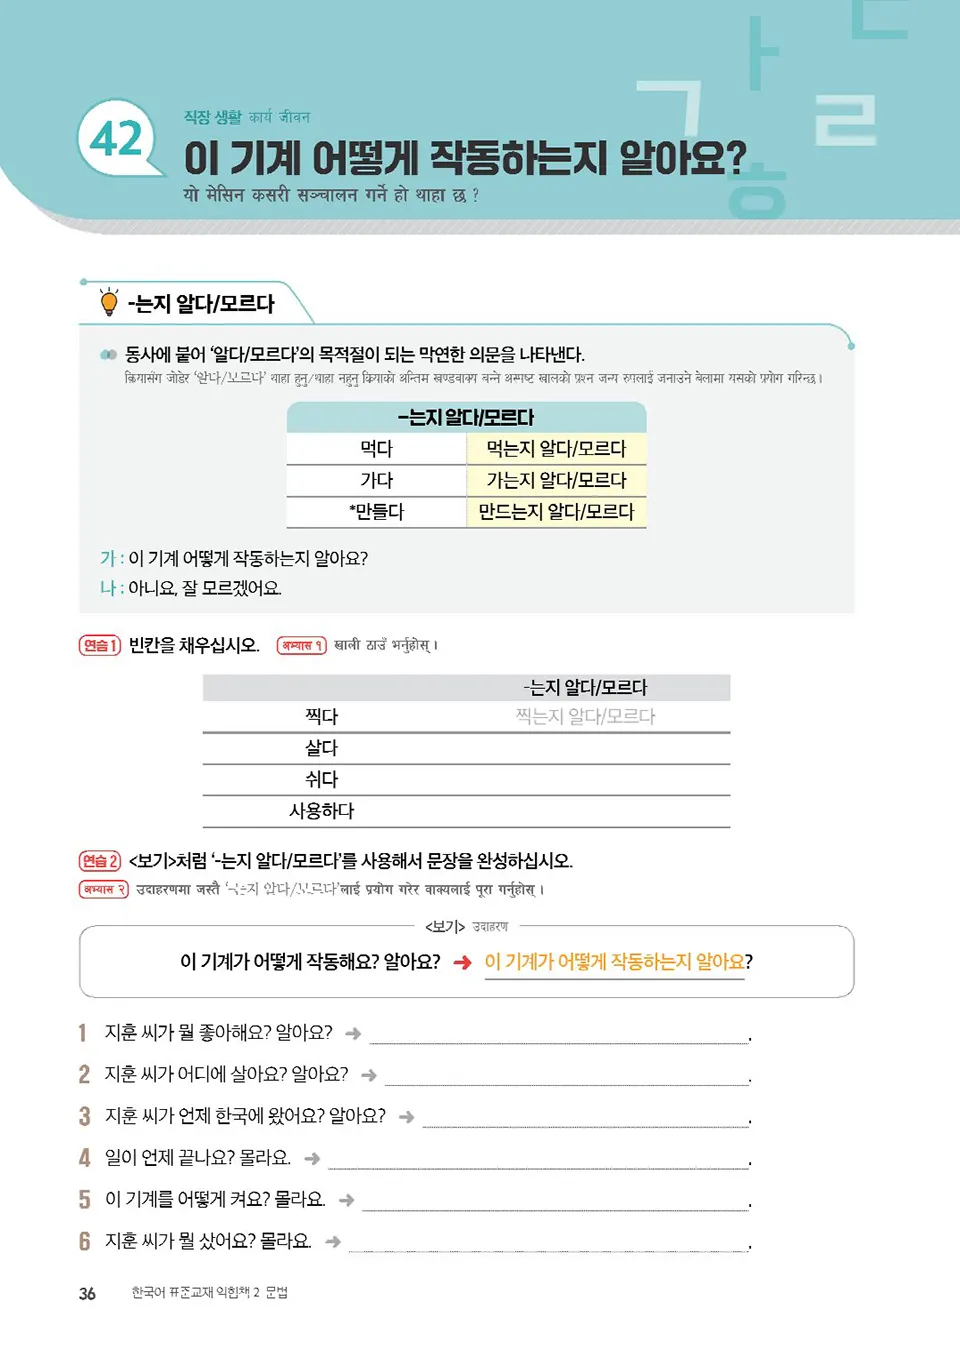 42
직장 생활 कार्य जीवन
이 기계 어떻게 작동하는지 알아요?
यो मेसिन कसरी सञ्चालन गर्ने हो थाहा छ ?
ㄱ ㅏ ㄹ ㅎ
-는지 알다/모르다
동사에 붙어 ‘알다/모르다’의 목적절이 되는 막연한 의문을 나타낸다.
क्रियासँग जोडेर ‘알다/모르다’ थाहा हुनु/थाहा नहुनु क्रियाको अन्तिम खण्डवाक्य बन्ने अस्पष्ट खालको प्रश्न जन्य रुपलाई जनाउने बेलामा यसको प्रयोग गरिन्छ ।
-는지 알다/모르다
먹다 먹는지 알다/모르다
가다 가는지 알다/모르다
*만들다 만드는지 알다/모르다
가 : 이 기계 어떻게 작동하는지 알아요?
나 : 아니요, 잘 모르겠어요.
연습 1 빈칸을 채우십시오. अभ्यास १ खाली ठाउँ भर्नुहोस् ।
-는지 알다/모르다
찍다 찍는지 알다/모르다
살다
쉬다
사용하다
연습 2 <보기>처럼 ‘-는지 알다/모르다’를 사용해서 문장을 완성하십시오.
अभ्यास २ उदाहरणमा जस्तै ‘-는지 알다/모르다’लाई प्रयोग गरेर वाक्यलाई पूरा गर्नुहोस् ।
<보기> उदाहरण
이 기계가 어떻게 작동해요? 알아요? ➜ 이 기계가 어떻게 작동하는지 알아요?
1 지훈 씨가 뭘 좋아해요? 알아요? ➜ .
2 지훈 씨가 어디에 살아요? 알아요? ➜ .
3 지훈 씨가 언제 한국에 왔어요? 알아요? ➜ .
4 일이 언제 끝나요? 몰라요. ➜ .
5 이 기계를 어떻게 켜요? 몰라요. ➜ .
6 지훈 씨가 뭘 샀어요? 몰라요. ➜ .
36 한국어 표준교재 익힘책 2 문법